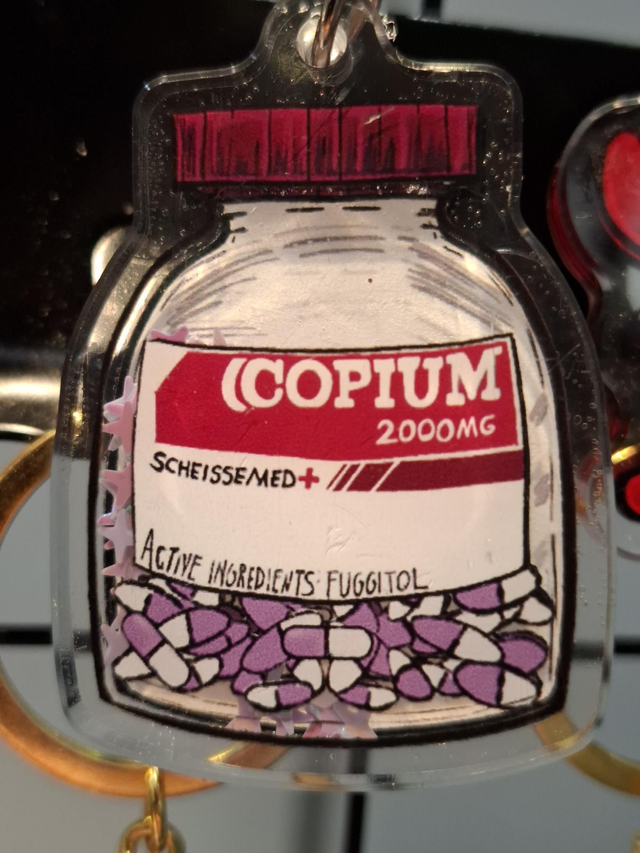 COPIUM
2000MG
SCHEISSEMED+
ACTIVE INGREDIENTS: FUGGITOL